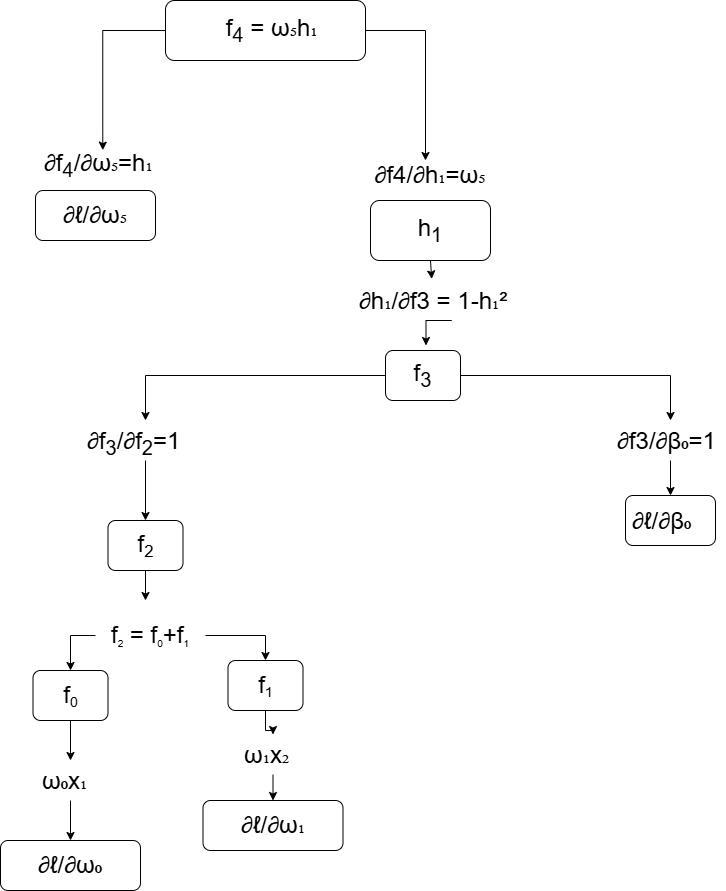 f₄ = ω₅h₁
∂f₄/∂ω₅=h₁
∂f4/∂h₁=ω₅
∂ℓ/∂ω₅
h₁
∂h₁/∂f3 = 1-h₁²
f₃
∂f₃/∂f₂=1
∂f3/∂β₀=1
∂ℓ/∂β₀
f₂
f₂ = f₀+f₁
f₀
f₁
ω₁x₂
ω₀x₁
∂ℓ/∂ω₁
∂ℓ/∂ω₀